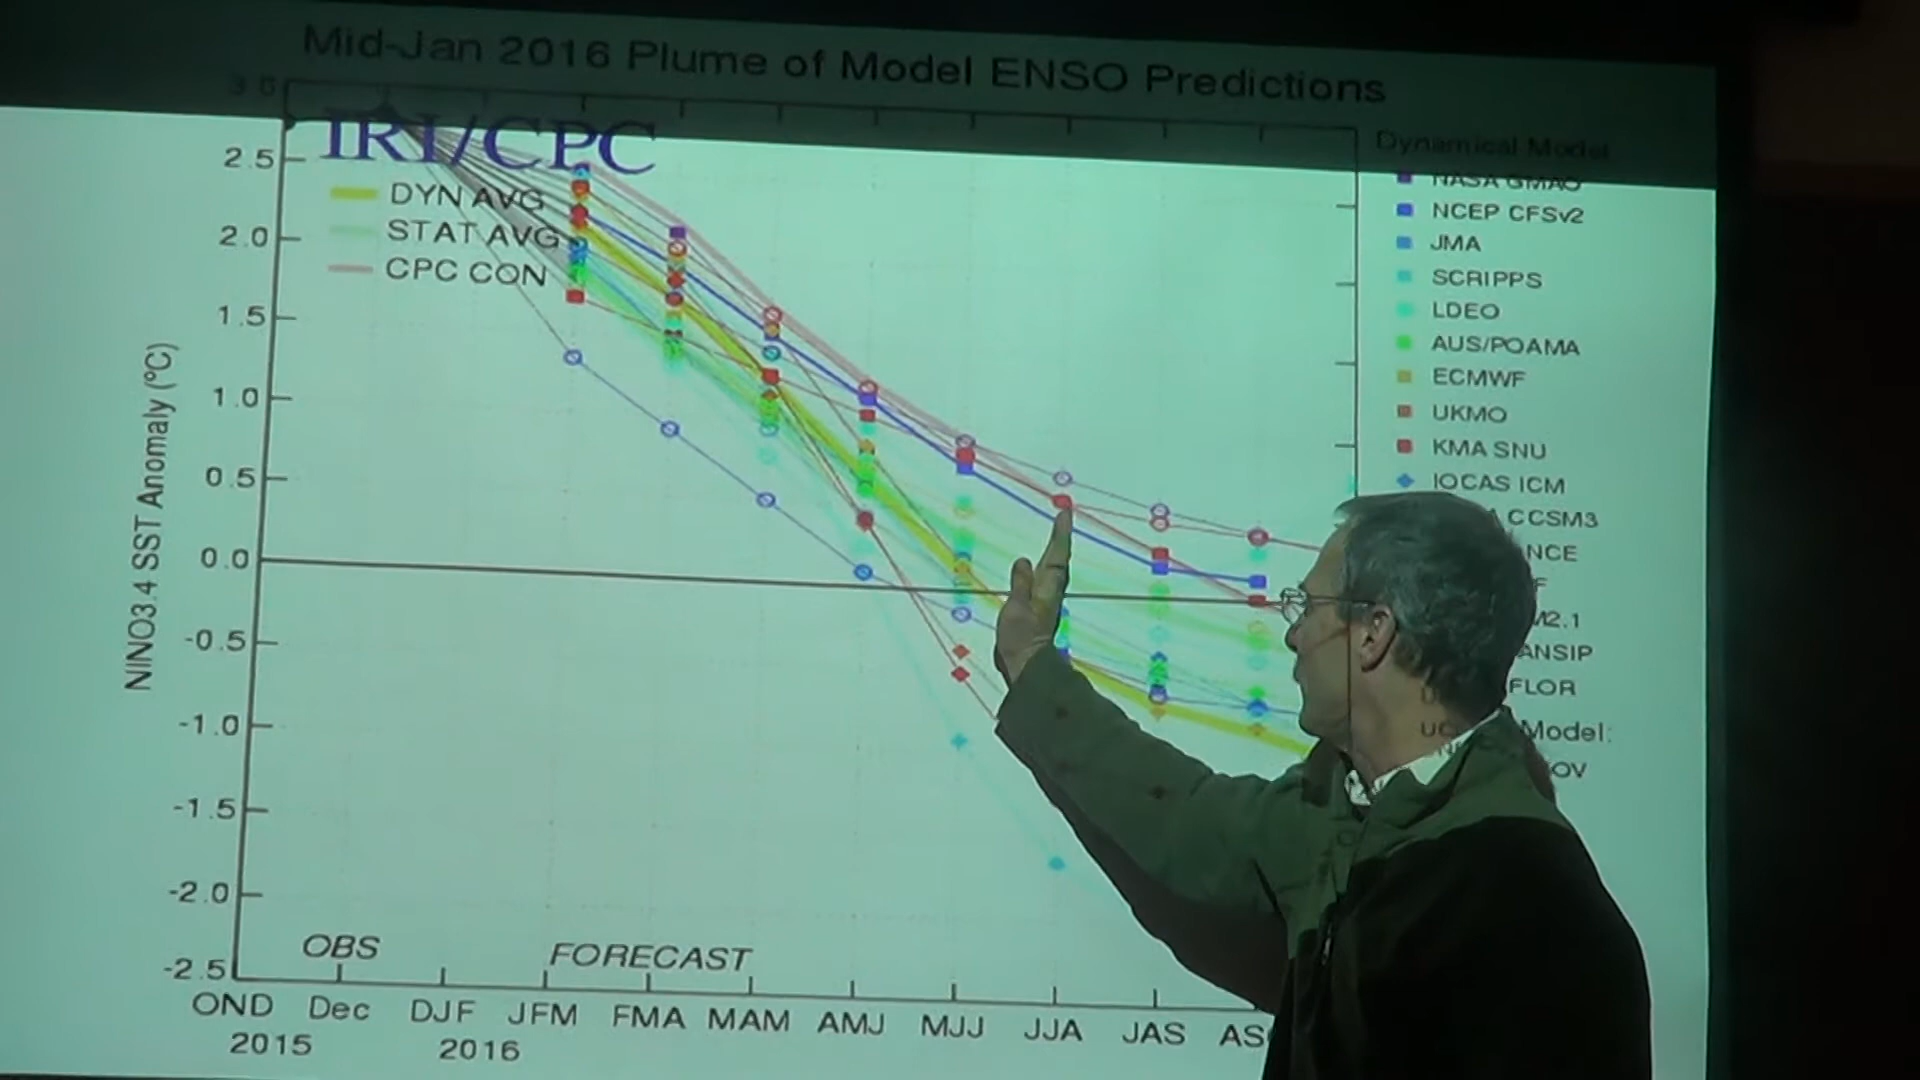 Mid-Jan 2016 Plume of Model ENSO Predictions
IRI/CPC
DYN AVG
STAT AVG
CPC CON
NINO3.4 SST Anomaly (°C)
3.0
2.5
2.0
1.5
1.0
0.5
0.0
-0.5
-1.0
-1.5
-2.0
-2.5
OBS
FORECAST
OND
Dec
DJF
JFM
FMA
MAM
AMJ
MJJ
JJA
JAS
AS
2015
2016
Dynamical Model
NASA GMAO
NCEP CFSv2
JMA
SCRIPPS
LDEO
AUS/POAMA
ECMWF
UKMO
KMA SNU
IOCAS ICM
CCSM3
NCE
F
M2.1
ANSIP
FLOR
Model:
OV